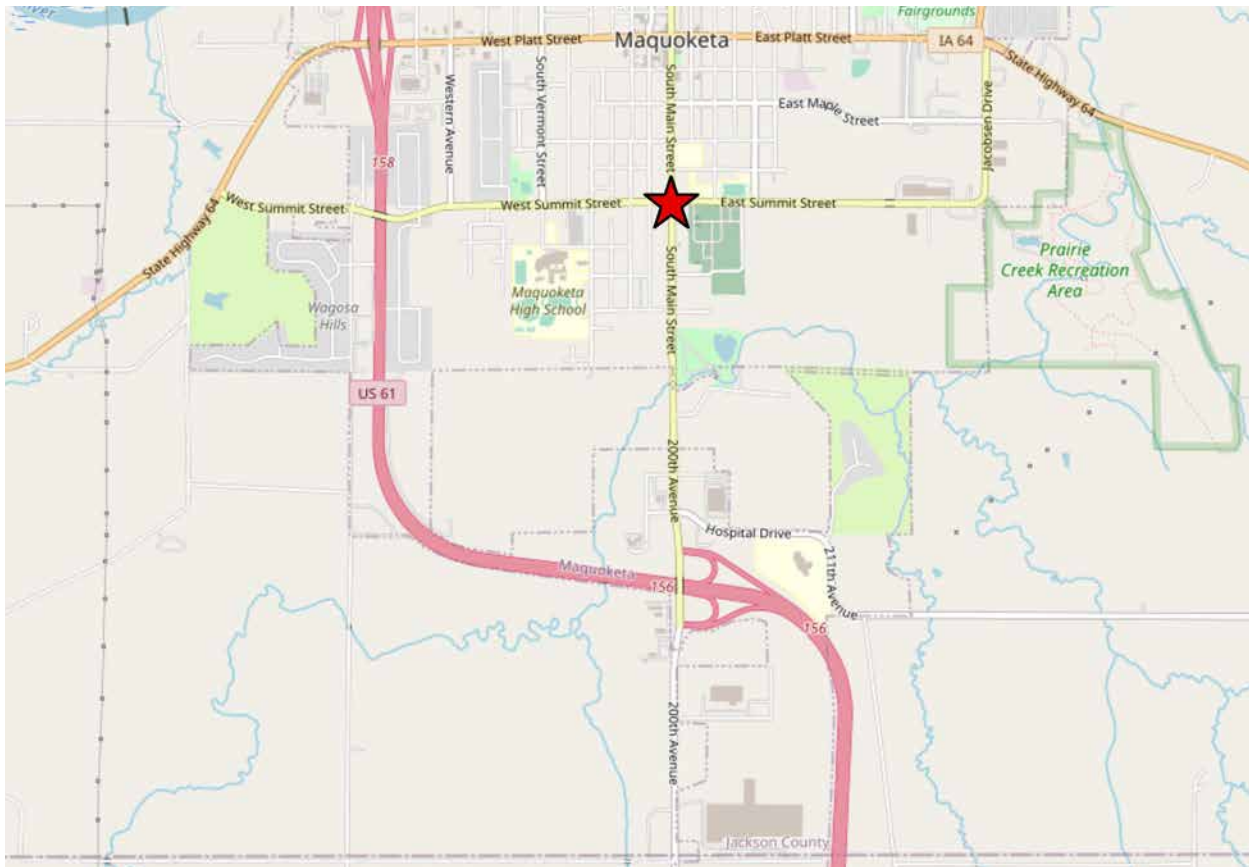 Fairgrounds
West Platt Street
Maquoketa
East Platt Street
IA 64
State Highway 64
Western Avenue
South Vermont Street
South Main Street
East Maple Street
Jacobsen Drive
158
West Summit Street
West Summit Street
East Summit Street
State Highway 64
Wagosa
Hills
Maquoketa
High School
South Main Street
Prairie
Creek Recreation
Area
US 61
200th Avenue
Hospital Drive
211th Avenue
Maquoketa
156
156
200th Avenue
Jackson County